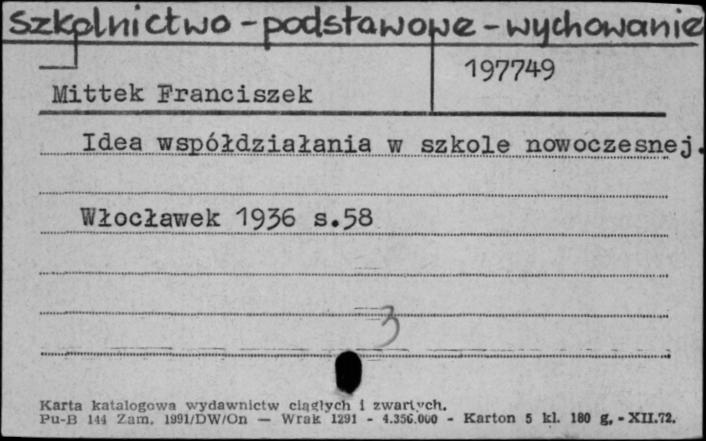 Szkolnictwo - podstawowe - wychowanie
197749
Mittek Franciszek
Idea współdziałania w szkole nowoczesnej.
Włocławek 1936 s.58
3
Karta katalogowa wydawnictw ciągłych i zwartych.
Pu-B 144 Zam. 1991/DW/On — Wrak 1291 - 4.356.000 - Karton 5 kl. 180 g. - XII.72.